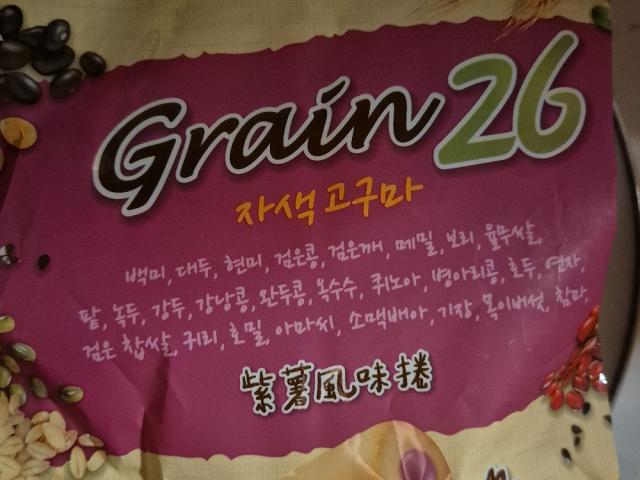 Grain 26
자색고구마
백미, 대두, 현미, 검은콩, 검은깨, 메밀, 보리, 율무쌀,
팥, 녹두, 강두, 강낭콩, 완두콩, 옥수수, 퀴노아, 병아리콩, 호두, 연자,
검은 찹쌀, 귀리, 호밀, 아마씨, 소맥배아, 기장, 목이버섯, 참마,
紫薯風味捲